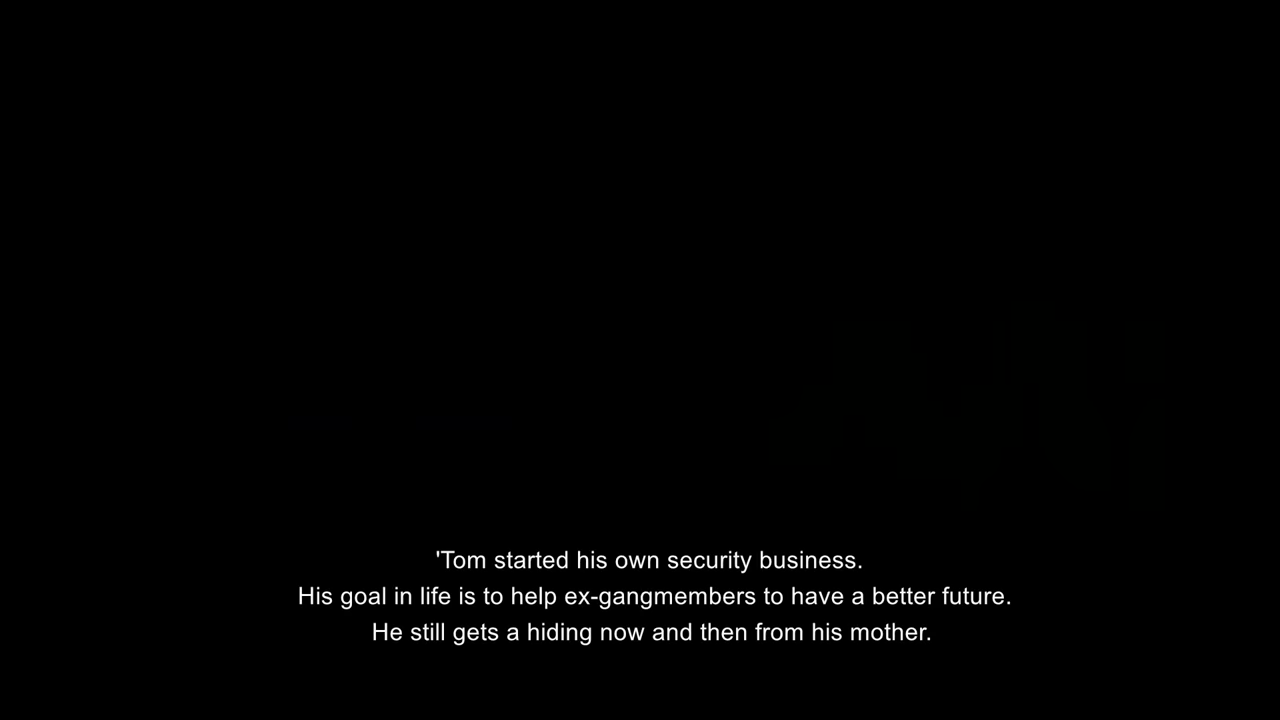 'Tom started his own security business.
His goal in life is to help ex-gangmembers to have a better future.
He still gets a hiding now and then from his mother.